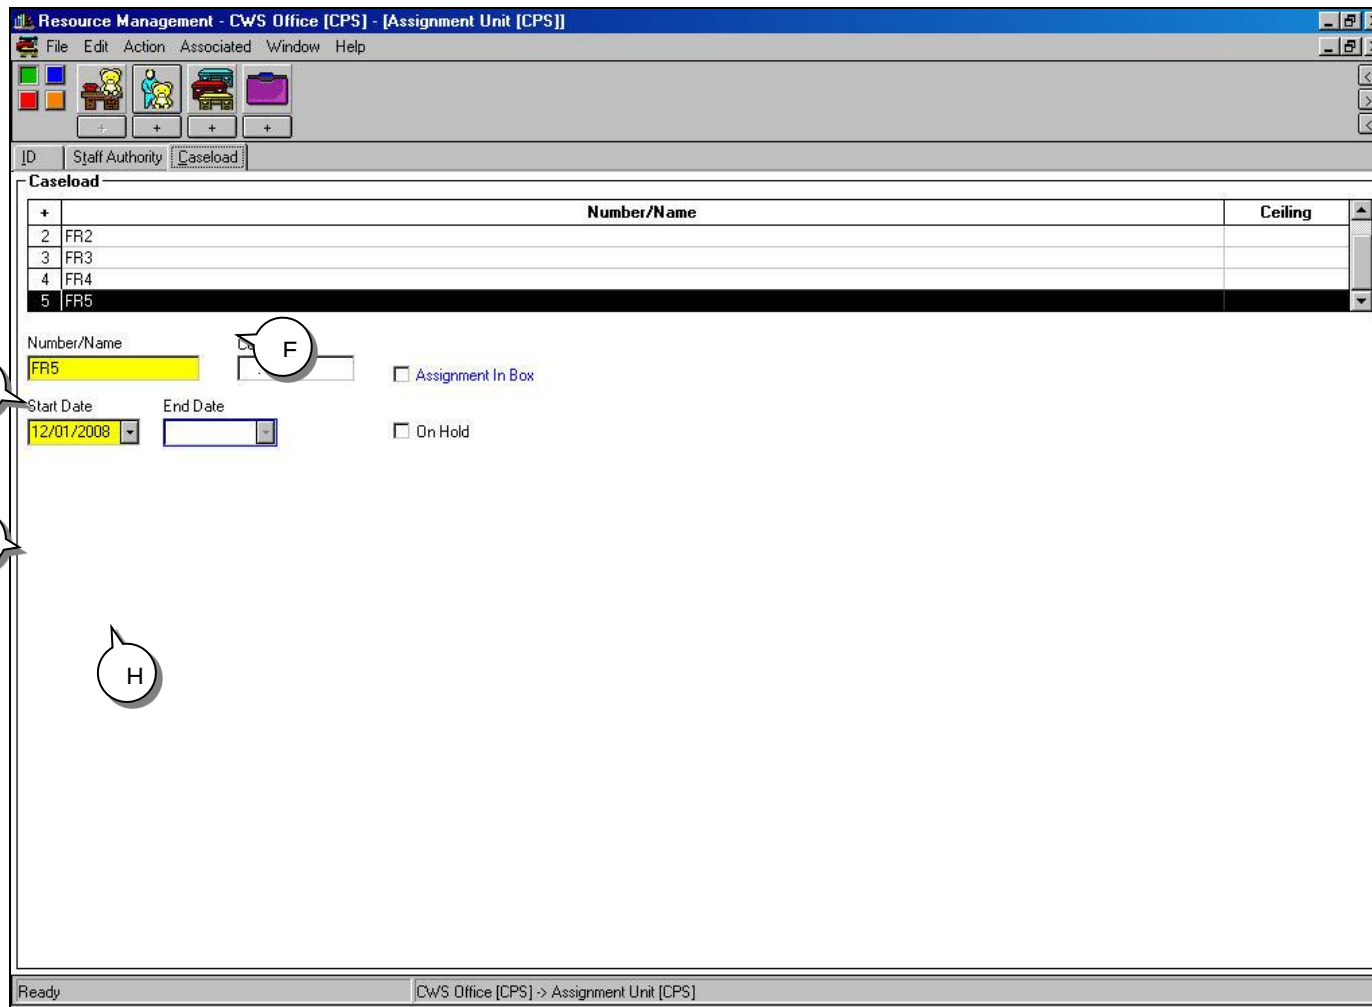 Resource Management - CWS Office [CPS] - [Assignment Unit [CPS]]
File Edit Action Associated Window Help
+ + + +
ID Staff Authority Caseload
Caseload
+ Number/Name Ceiling
2 FR2
3 FR3
4 FR4
5 FR5
Number/Name
F
FR5 Assignment In Box
Start Date End Date
12/01/2008 On Hold
H
Ready CWS Office [CPS] -> Assignment Unit [CPS]